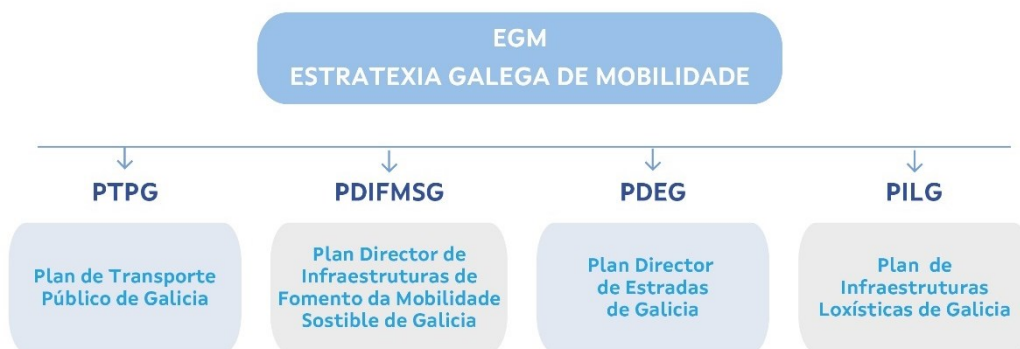 EGM
ESTRATEXIA GALEGA DE MOBILIDADE
PTPG
PDIFMSG
PDEG
PILG
Plan de Transporte
Público de Galicia
Plan Director de
Infraestruturas de
Fomento da Mobilidade
Sostible de Galicia
Plan Director
de Estradas
de Galicia
Plan de
Infraestruturas
Loxísticas de Galicia